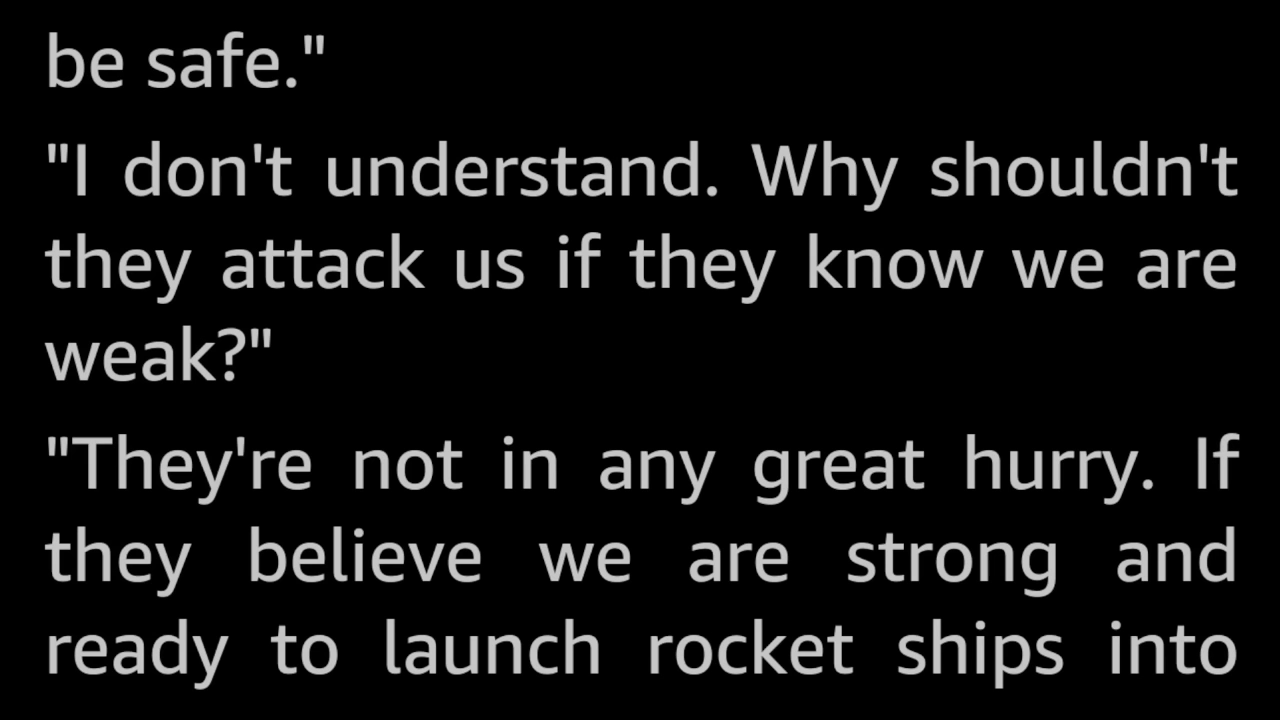 be safe."
"I don't understand. Why shouldn't
they attack us if they know we are
weak?"
"They're not in any great hurry. If
they believe we are strong and
ready to launch rocket ships into